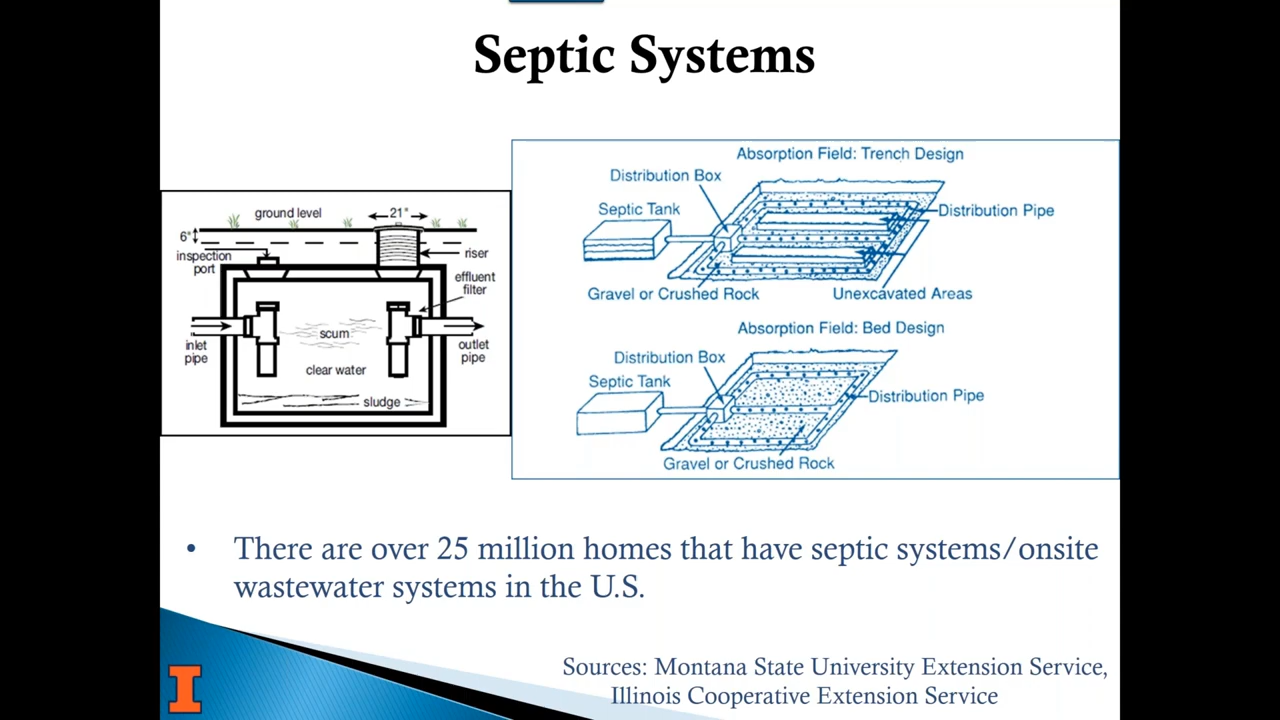 Septic Systems
ground level
21"
6"
inspection
port
riser
effluent
filter
inlet
pipe
scum
outlet
pipe
clear water
sludge
Absorption Field: Trench Design
Distribution Box
Septic Tank
Distribution Pipe
Gravel or Crushed Rock
Unexcavated Areas
Absorption Field: Bed Design
Distribution Box
Septic Tank
Distribution Pipe
Gravel or Crushed Rock
• There are over 25 million homes that have septic systems/onsite
wastewater systems in the U.S.
Sources: Montana State University Extension Service,
Illinois Cooperative Extension Service
I